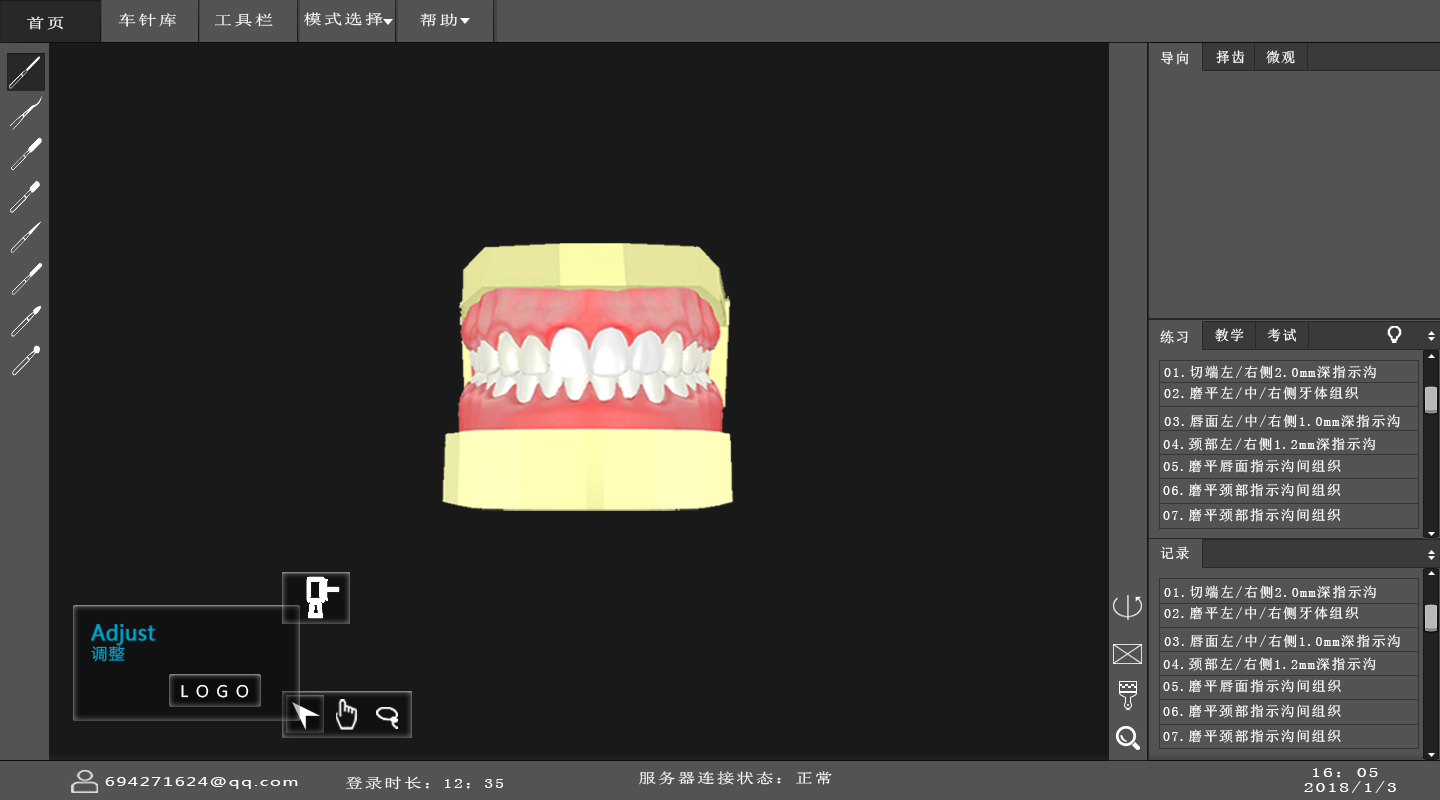 首页
车针库
工具栏
模式选择
帮助
导向
择齿
微观
练习
教学
考试
01.切端左/右侧2.0mm深指示沟
02.磨平左/中/右侧牙体组织
03.唇面左/中/右侧1.0mm深指示沟
04.颈部左/右侧1.2mm深指示沟
05.磨平唇面指示沟间组织
06.磨平颈部指示沟间组织
07.磨平颈部指示沟间组织
记录
01.切端左/右侧2.0mm深指示沟
02.磨平左/中/右侧牙体组织
03.唇面左/中/右侧1.0mm深指示沟
04.颈部左/右侧1.2mm深指示沟
05.磨平唇面指示沟间组织
06.磨平颈部指示沟间组织
07.磨平颈部指示沟间组织
Adjust
调整
LOGO
694271624@qq.com
登录时长：12：35
服务器连接状态：正常
16：05
2018/1/3